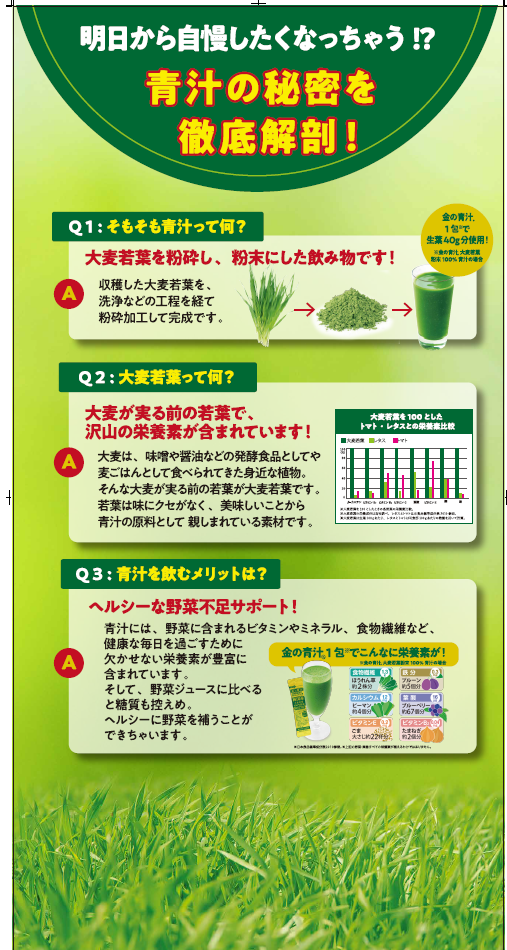 明日から自慢したくなっちゃう!?
青汁の秘密を
徹底解剖!
Q1:そもそも青汁って何?
金の青汁®
1包※で
生葉40g分使用!
※金の青汁®大麦若葉
粉末100%青汁の場合
大麦若葉を粉砕し、粉末にした飲み物です!
A
収穫した大麦若葉を、
洗浄などの工程を経て
粉砕加工して完成です。
Q2:大麦若葉って何?
大麦が実る前の若葉で、
沢山の栄養素が含まれています!
A
大麦は、味噌や醤油などの発酵食品としてや
麦ごはんとして食べられてきた身近な植物。
そんな大麦が実る前の若葉が大麦若葉です。
若葉は味にクセがなく、美味しいことから
青汁の原料として親しまれている素材です。
大麦若葉を100とした
トマト・レタスとの栄養素比較
大麦若葉 レタス トマト
Q3:青汁を飲むメリットは?
ヘルシーな野菜不足サポート!
A
青汁には、野菜に含まれるビタミンやミネラル、食物繊維など、
健康な毎日を過ごすために
欠かせない栄養素が豊富に
含まれています。
そして、野菜ジュースに比べる
と糖質も控えめ。
ヘルシーに野菜を補うことが
できちゃいます。
金の青汁®1包※でこんなに栄養素が!
※金の青汁®大麦若葉粉末100%青汁の場合
食物繊維
ほうれん草
約2株分
鉄分
プルーン
約5個分
カルシウム
ピーマン
約4個分
葉酸
ブルーベリー
約67個分
ビタミンE
ごま
大さじ約22杯分
ビタミンB₆
たまねぎ
約2個分